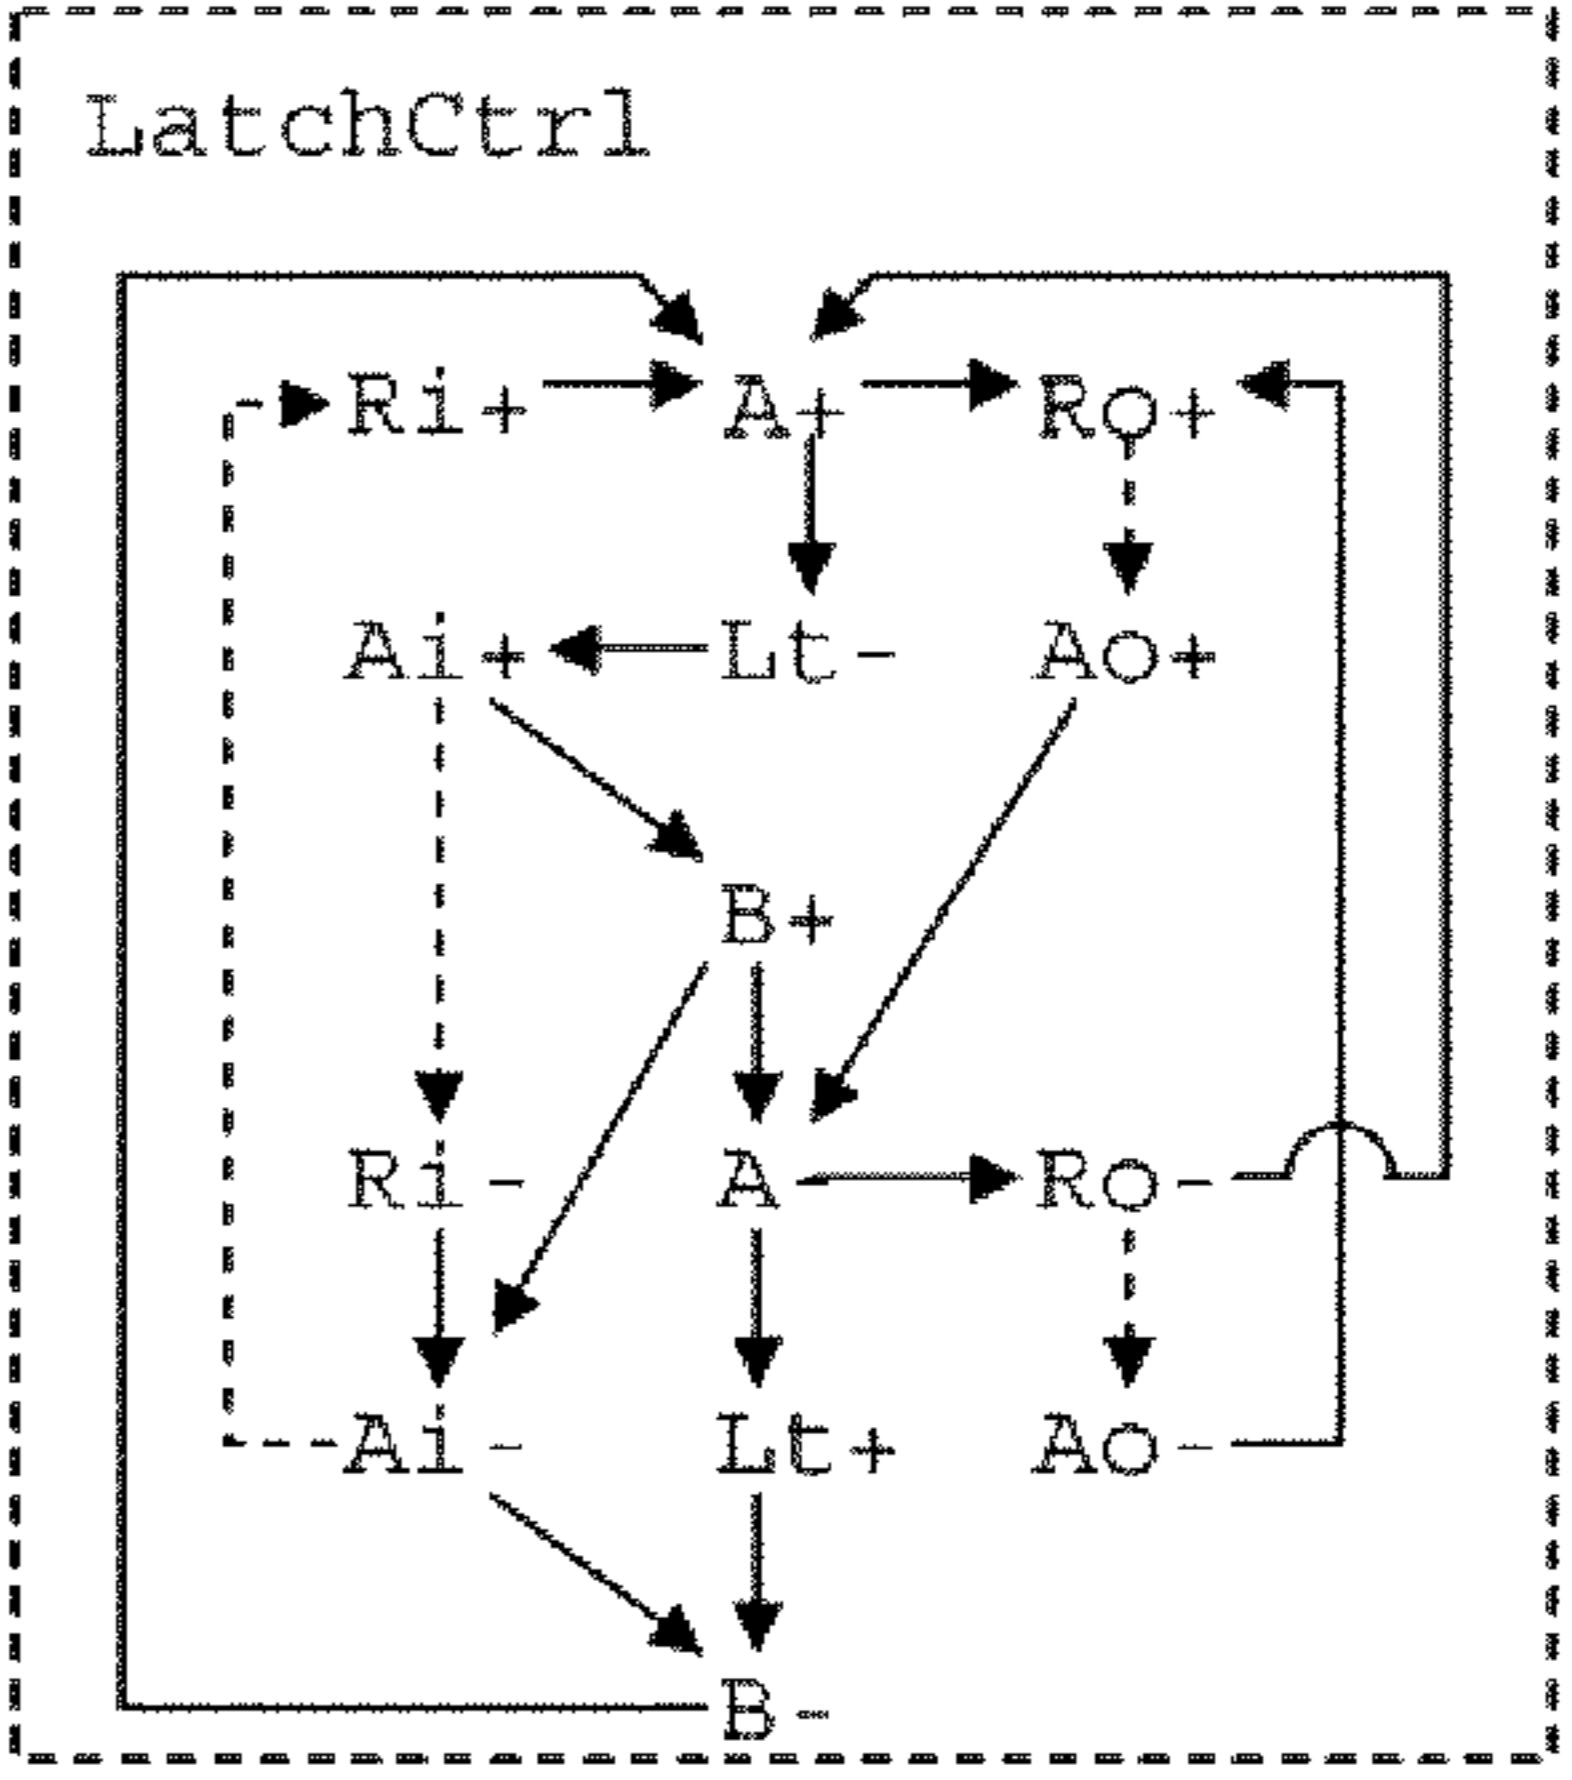 LatchCtrl
Ri+ A+ Ro+
Ai+ Lt- Ao+
B+
Ri- A- Ro-
Ai- Lt+ Ao-
B-